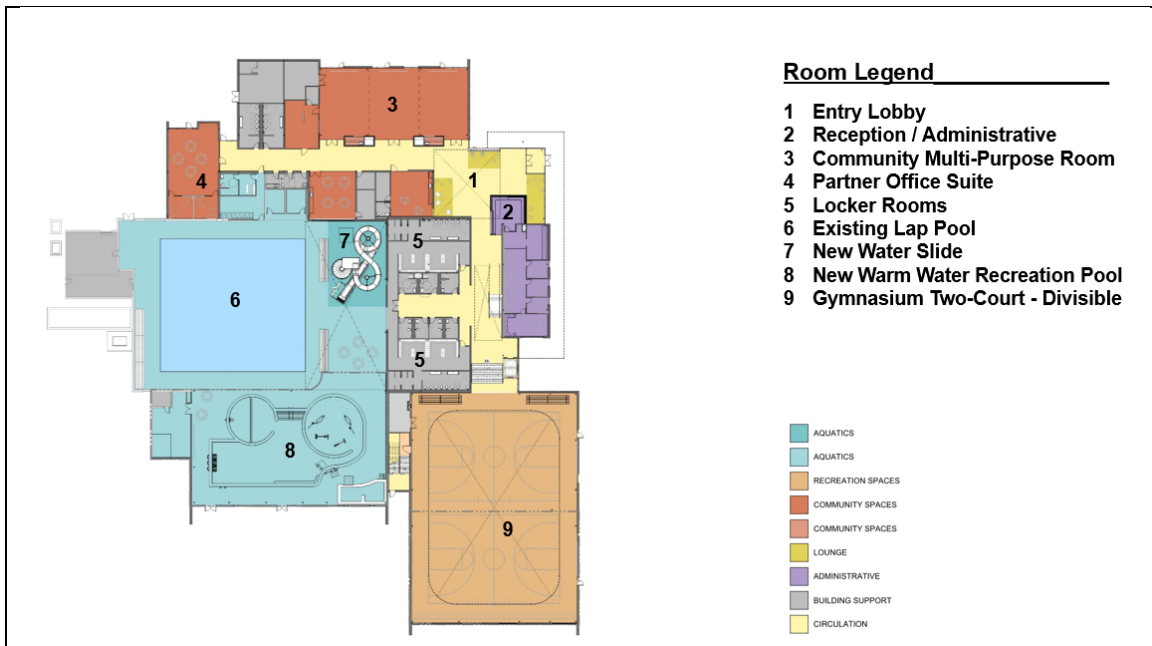 3
4
1
2
7
5
6
5
8
9
Room Legend
1 Entry Lobby
2 Reception / Administrative
3 Community Multi-Purpose Room
4 Partner Office Suite
5 Locker Rooms
6 Existing Lap Pool
7 New Water Slide
8 New Warm Water Recreation Pool
9 Gymnasium Two-Court - Divisible
AQUATICS
AQUATICS
RECREATION SPACES
COMMUNITY SPACES
COMMUNITY SPACES
LOUNGE
ADMINISTRATIVE
BUILDING SUPPORT
CIRCULATION